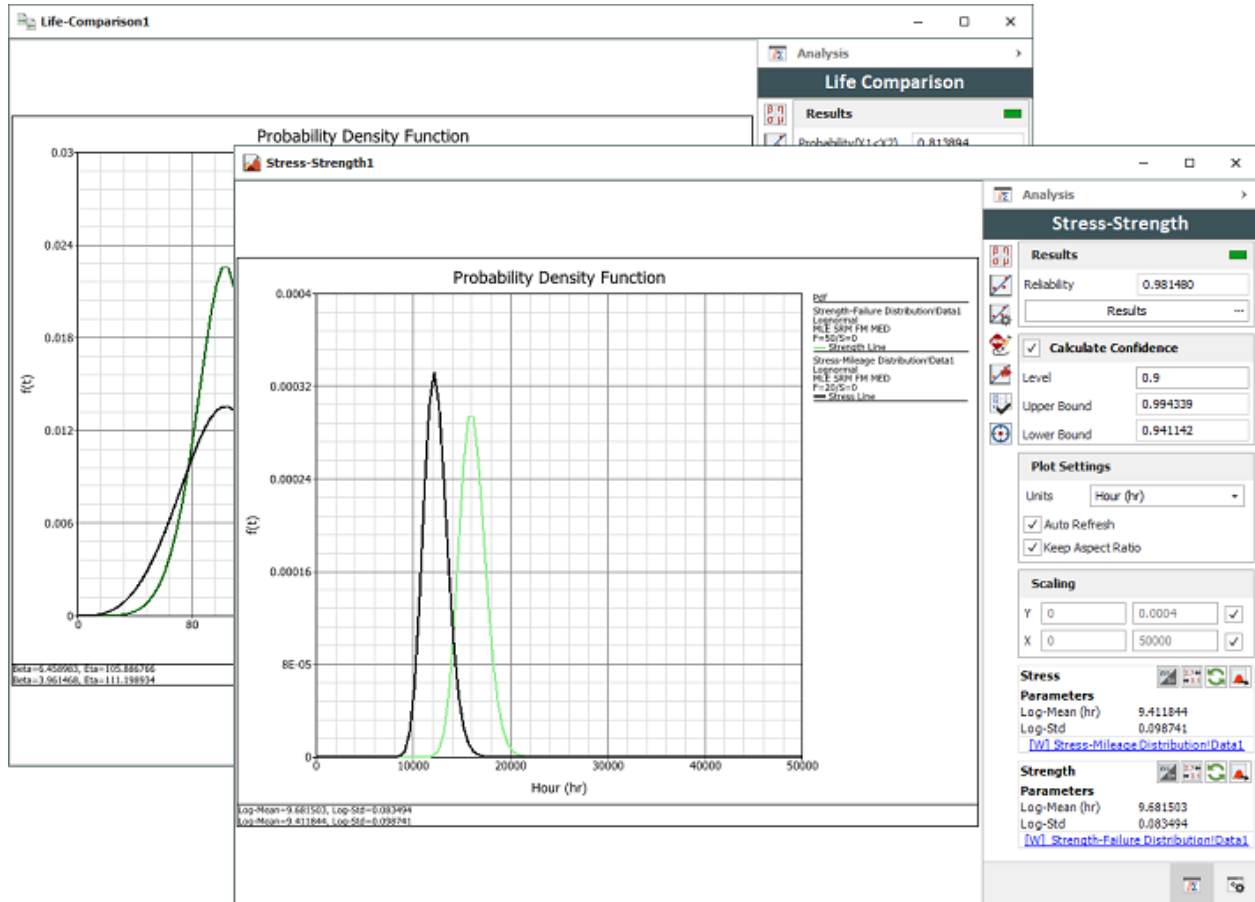 Life-Comparison1
Analysis
Life Comparison
Results
Probability(X1<X2) 0.813894
Probability Density Function
0.03
0.024
0.018
0.012
0.006
0
f(t)
0 80
Beta=6.458983, Eta=105.886766
Beta=3.961468, Eta=111.198934
Stress-Strength1
Probability Density Function
0.0004
0.00032
0.00024
0.00016
8E-05
0
f(t)
0 10000 20000 30000 40000 50000
Hour (hr)
Pdf
Strength-Failure Distribution!Data1
Lognormal
MLE SRM FM MED
F=50/S=0
Strength Line
Stress-Mileage Distribution!Data1
Lognormal
MLE SRM FM MED
F=20/S=0
Stress Line
Log-Mean=9.681503, Log-Std=0.083494
Log-Mean=9.411844, Log-Std=0.098741
Analysis
Stress-Strength
βη
σμ
Results
Reliability 0.981480
Results ...
Calculate Confidence
Level 0.9
Upper Bound 0.994339
Lower Bound 0.941142
Plot Settings
Units Hour (hr)
Auto Refresh
Keep Aspect Ratio
Scaling
Y 0 0.0004
X 0 50000
Stress
Parameters
Log-Mean (hr) 9.411844
Log-Std 0.098741
[W] Stress-Mileage Distribution!Data1
Strength
Parameters
Log-Mean (hr) 9.681503
Log-Std 0.083494
[W] Strength-Failure Distribution!Data1